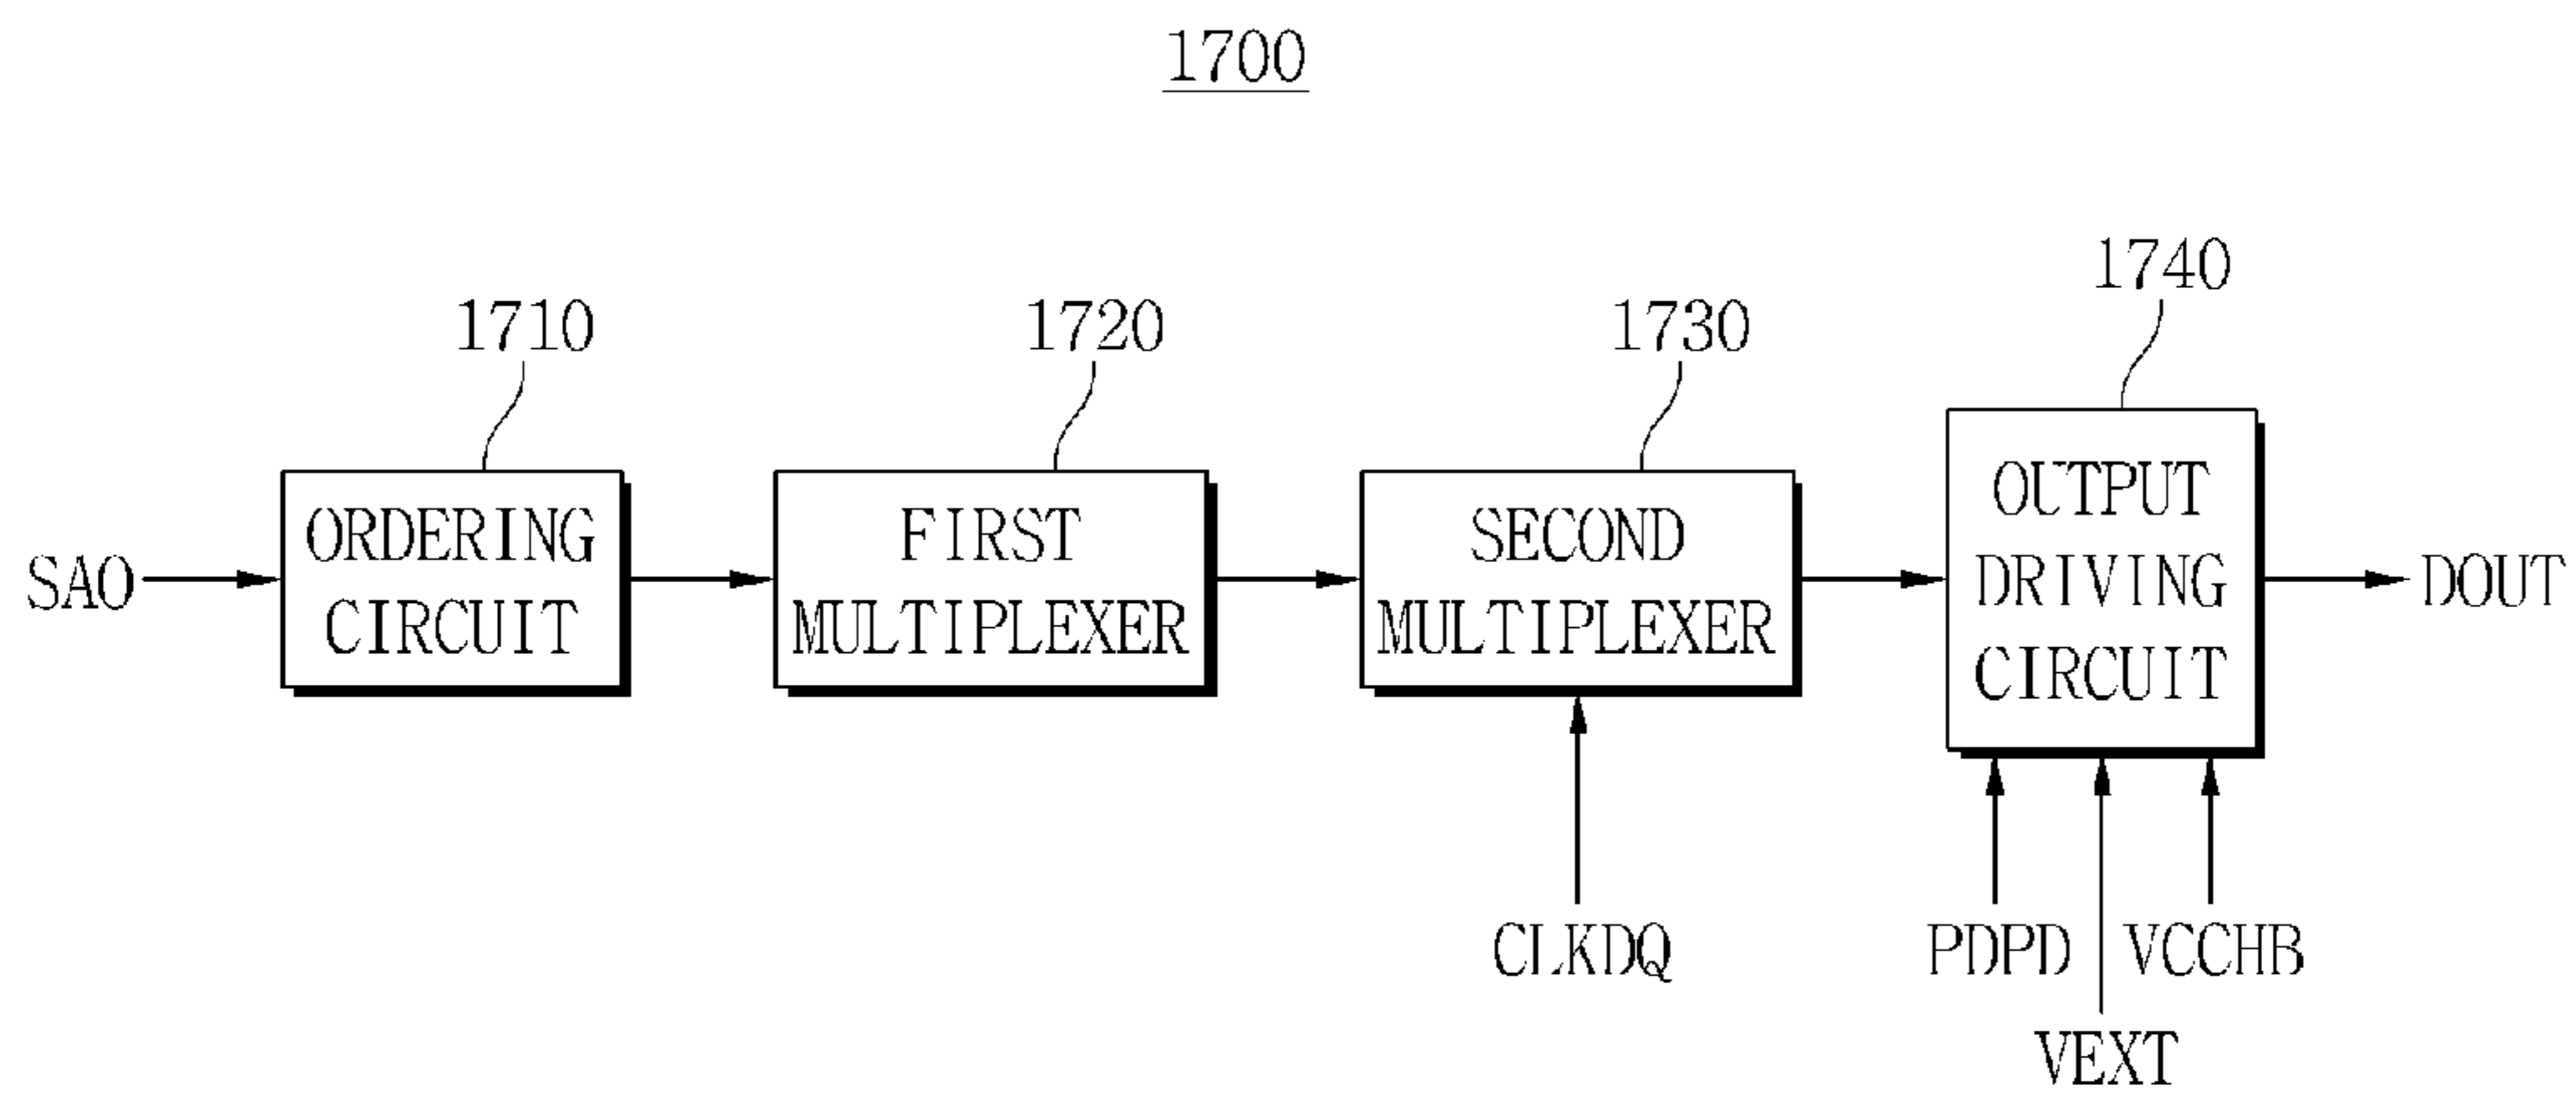 1700
1710
1720
1730
1740
SAO
ORDERING
CIRCUIT
FIRST
MULTIPLEXER
SECOND
MULTIPLEXER
OUTPUT
DRIVING
CIRCUIT
DOUT
CLKDQ
PDPD
VCCHB
VEXT